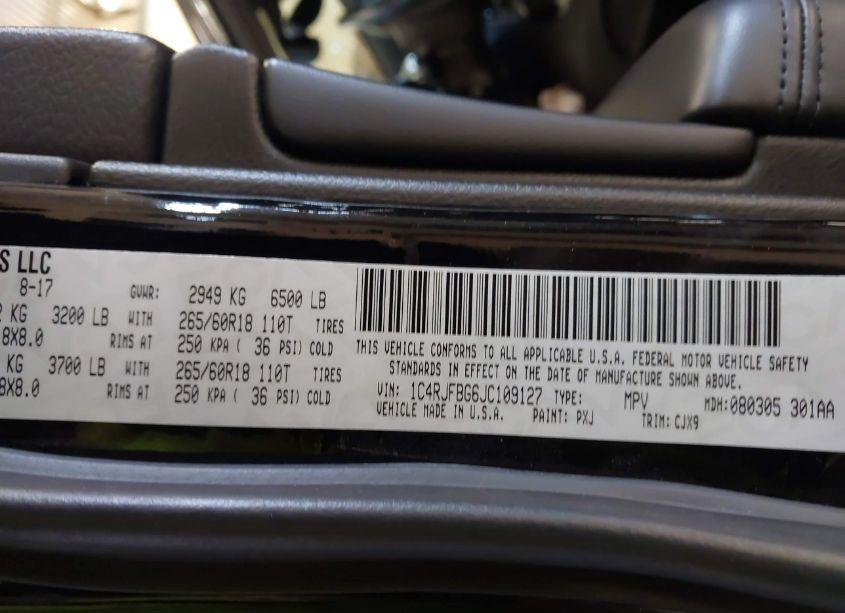 S LLC
8-17 GVWR: 2949 KG 6500 LB
KG 3200 LB WITH 265/60R18 110T TIRES
8X8.0 RIMS AT 250 KPA ( 36 PSI) COLD
KG 3700 LB WITH 265/60R18 110T TIRES
8X8.0 RIMS AT 250 KPA ( 36 PSI) COLD
THIS VEHICLE CONFORMS TO ALL APPLICABLE U.S.A. FEDERAL MOTOR VEHICLE SAFETY
STANDARDS IN EFFECT ON THE DATE OF MANUFACTURE SHOWN ABOVE.
VIN: 1C4RJFBG6JC109127 TYPE: MPV MDH: 080305 301AA
VEHICLE MADE IN U.S.A. PAINT: PXJ TRIM: CJX9